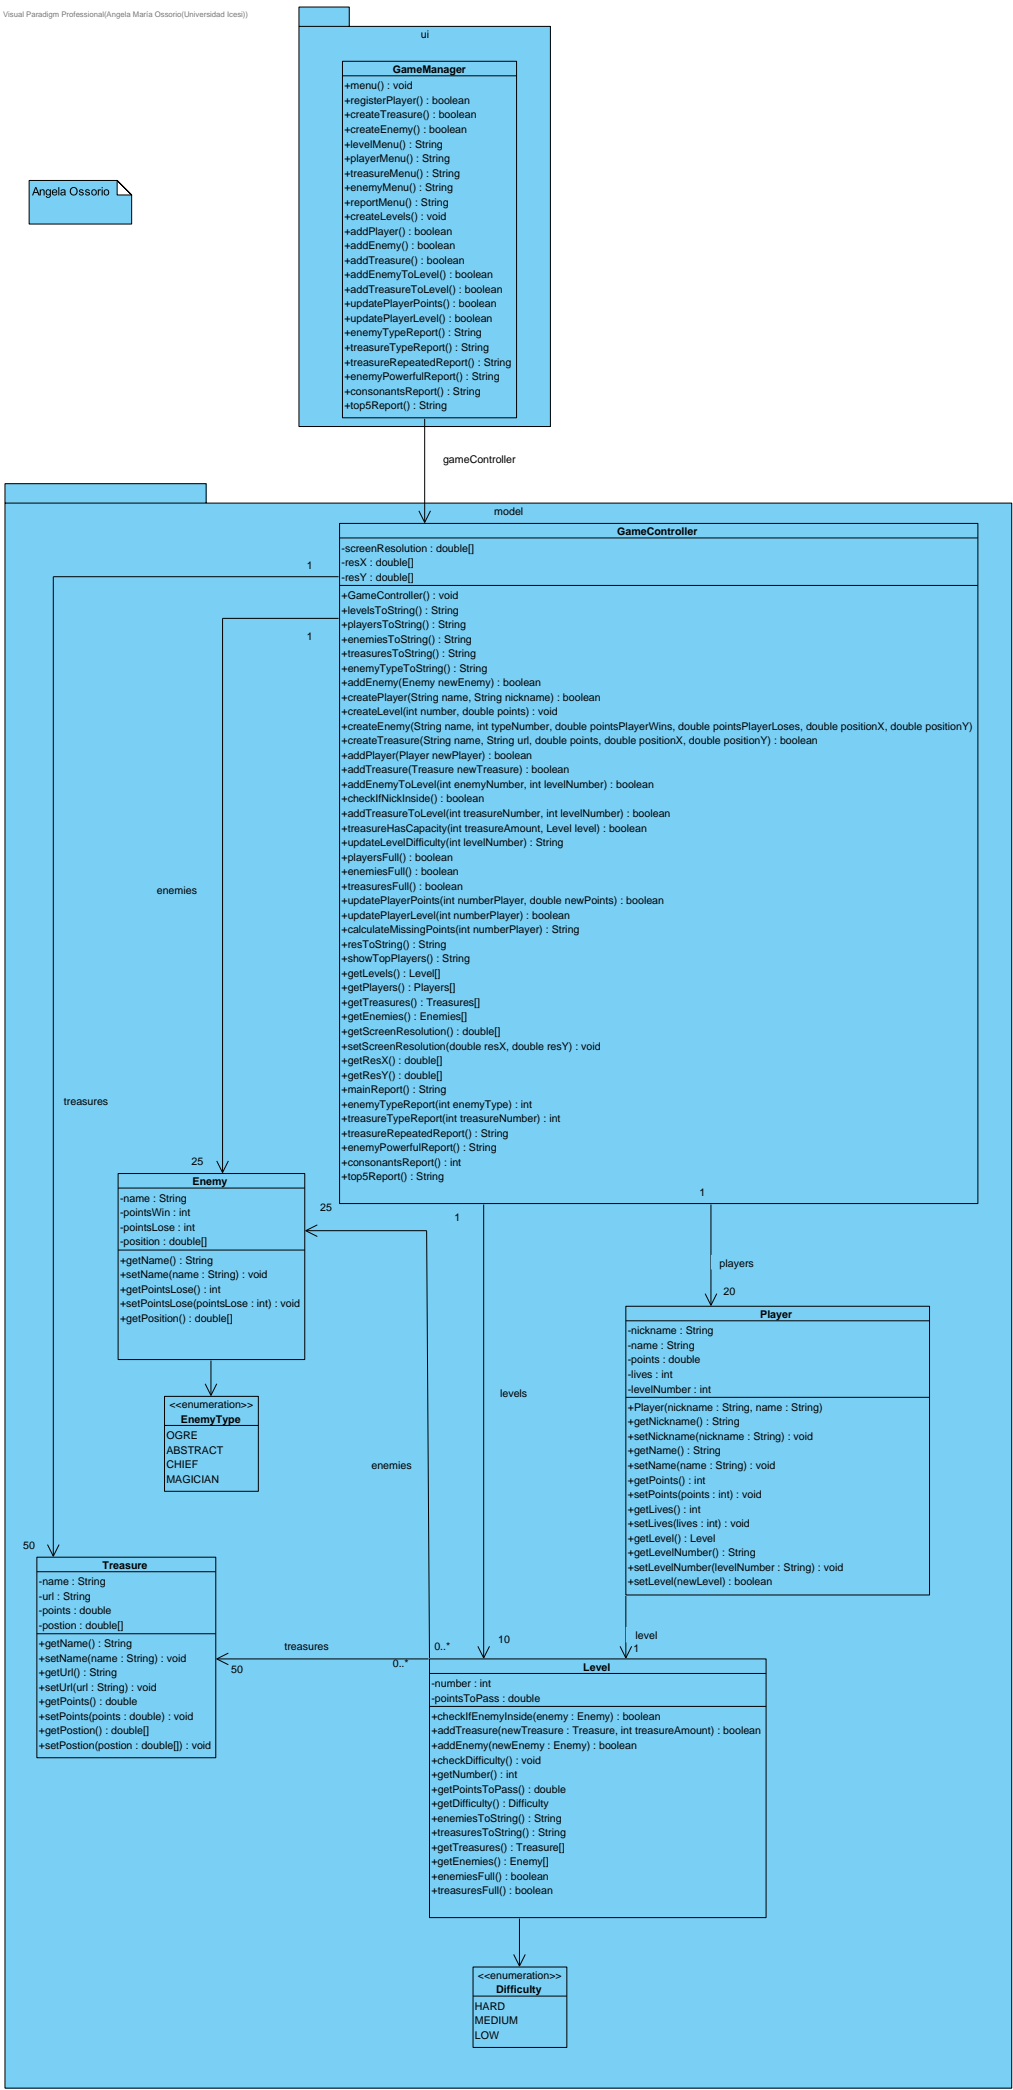 Visual Paradigm Professional(Angela María Ossorio(Universidad Icesi))
ui
GameManager
+menu() : void
+registerPlayer() : boolean
+createTreasure() : boolean
+createEnemy() : boolean
+levelMenu() : String
+playerMenu() : String
+treasureMenu() : String
+enemyMenu() : String
+reportMenu() : String
+createLevels() : void
+addPlayer() : boolean
+addEnemy() : boolean
+addTreasure() : boolean
+addEnemyToLevel() : boolean
+addTreasureToLevel() : boolean
+updatePlayerPoints() : boolean
+updatePlayerLevel() : boolean
+enemyTypeReport() : String
+treasureTypeReport() : String
+treasureRepeatedReport() : String
+enemyPowerfulReport() : String
+consonantsReport() : String
+top5Report() : String
Angela Ossorio
gameController
model
GameController
-screenResolution : double[]
-resX : double[]
-resY : double[]
+GameController() : void
+levelsToString() : String
+playersToString() : String
+enemiesToString() : String
+treasuresToString() : String
+enemyTypeToString() : String
+addEnemy(Enemy newEnemy) : boolean
+createPlayer(String name, String nickname) : boolean
+createLevel(int number, double points) : void
+createEnemy(String name, int typeNumber, double pointsPlayerWins, double pointsPlayerLoses, double positionX, double positionY)
+createTreasure(String name, String url, double points, double positionX, double positionY) : boolean
+addPlayer(Player newPlayer) : boolean
+addTreasure(Treasure newTreasure) : boolean
+addEnemyToLevel(int enemyNumber, int levelNumber) : boolean
+checkIfNickInside() : boolean
+addTreasureToLevel(int treasureNumber, int levelNumber) : boolean
+treasureHasCapacity(int treasureAmount, Level level) : boolean
+updateLevelDifficulty(int levelNumber) : String
+playersFull() : boolean
+enemiesFull() : boolean
+treasuresFull() : boolean
+updatePlayerPoints(int numberPlayer, double newPoints) : boolean
+updatePlayerLevel(int numberPlayer) : boolean
+calculateMissingPoints(int numberPlayer) : String
+resToString() : String
+showTopPlayers() : String
+getLevels() : Level[]
+getPlayers() : Players[]
+getTreasures() : Treasures[]
+getEnemies() : Enemies[]
+getScreenResolution() : double[]
+setScreenResolution(double resX, double resY) : void
+getResX() : double[]
+getResY() : double[]
+mainReport() : String
+enemyTypeReport(int enemyType) : int
+treasureTypeReport(int treasureNumber) : int
+treasureRepeatedReport() : String
+enemyPowerfulReport() : String
+consonantsReport() : int
+top5Report() : String
1
1
enemies
treasures
25
Enemy
-name : String
-pointsWin : int
-pointsLose : int
-position : double[]
+getName() : String
+setName(name : String) : void
+getPointsLose() : int
+setPointsLose(pointsLose : int) : void
+getPosition() : double[]
25
1
1
players
20
Player
-nickname : String
-name : String
-points : double
-lives : int
-levelNumber : int
+Player(nickname : String, name : String)
+getNickname() : String
+setNickname(nickname : String) : void
+getName() : String
+setName(name : String) : void
+getPoints() : int
+setPoints(points : int) : void
+getLives() : int
+setLives(lives : int) : void
+getLevel() : Level
+getLevelNumber() : String
+setLevelNumber(levelNumber : String) : void
+setLevel(newLevel) : boolean
levels
<<enumeration>>
EnemyType
OGRE
ABSTRACT
CHIEF
MAGICIAN
enemies
50
Treasure
-name : String
-url : String
-points : double
-postion : double[]
+getName() : String
+setName(name : String) : void
+getUrl() : String
+setUrl(url : String) : void
+getPoints() : double
+setPoints(points : double) : void
+getPostion() : double[]
+setPostion(postion : double[]) : void
treasures
50
0..*
0..*
10
level
1
Level
-number : int
-pointsToPass : double
+checkIfEnemyInside(enemy : Enemy) : boolean
+addTreasure(newTreasure : Treasure, int treasureAmount) : boolean
+addEnemy(newEnemy : Enemy) : boolean
+checkDifficulty() : void
+getNumber() : int
+getPointsToPass() : double
+getDifficulty() : Difficulty
+enemiesToString() : String
+treasuresToString() : String
+getTreasures() : Treasure[]
+getEnemies() : Enemy[]
+enemiesFull() : boolean
+treasuresFull() : boolean
<<enumeration>>
Difficulty
HARD
MEDIUM
LOW